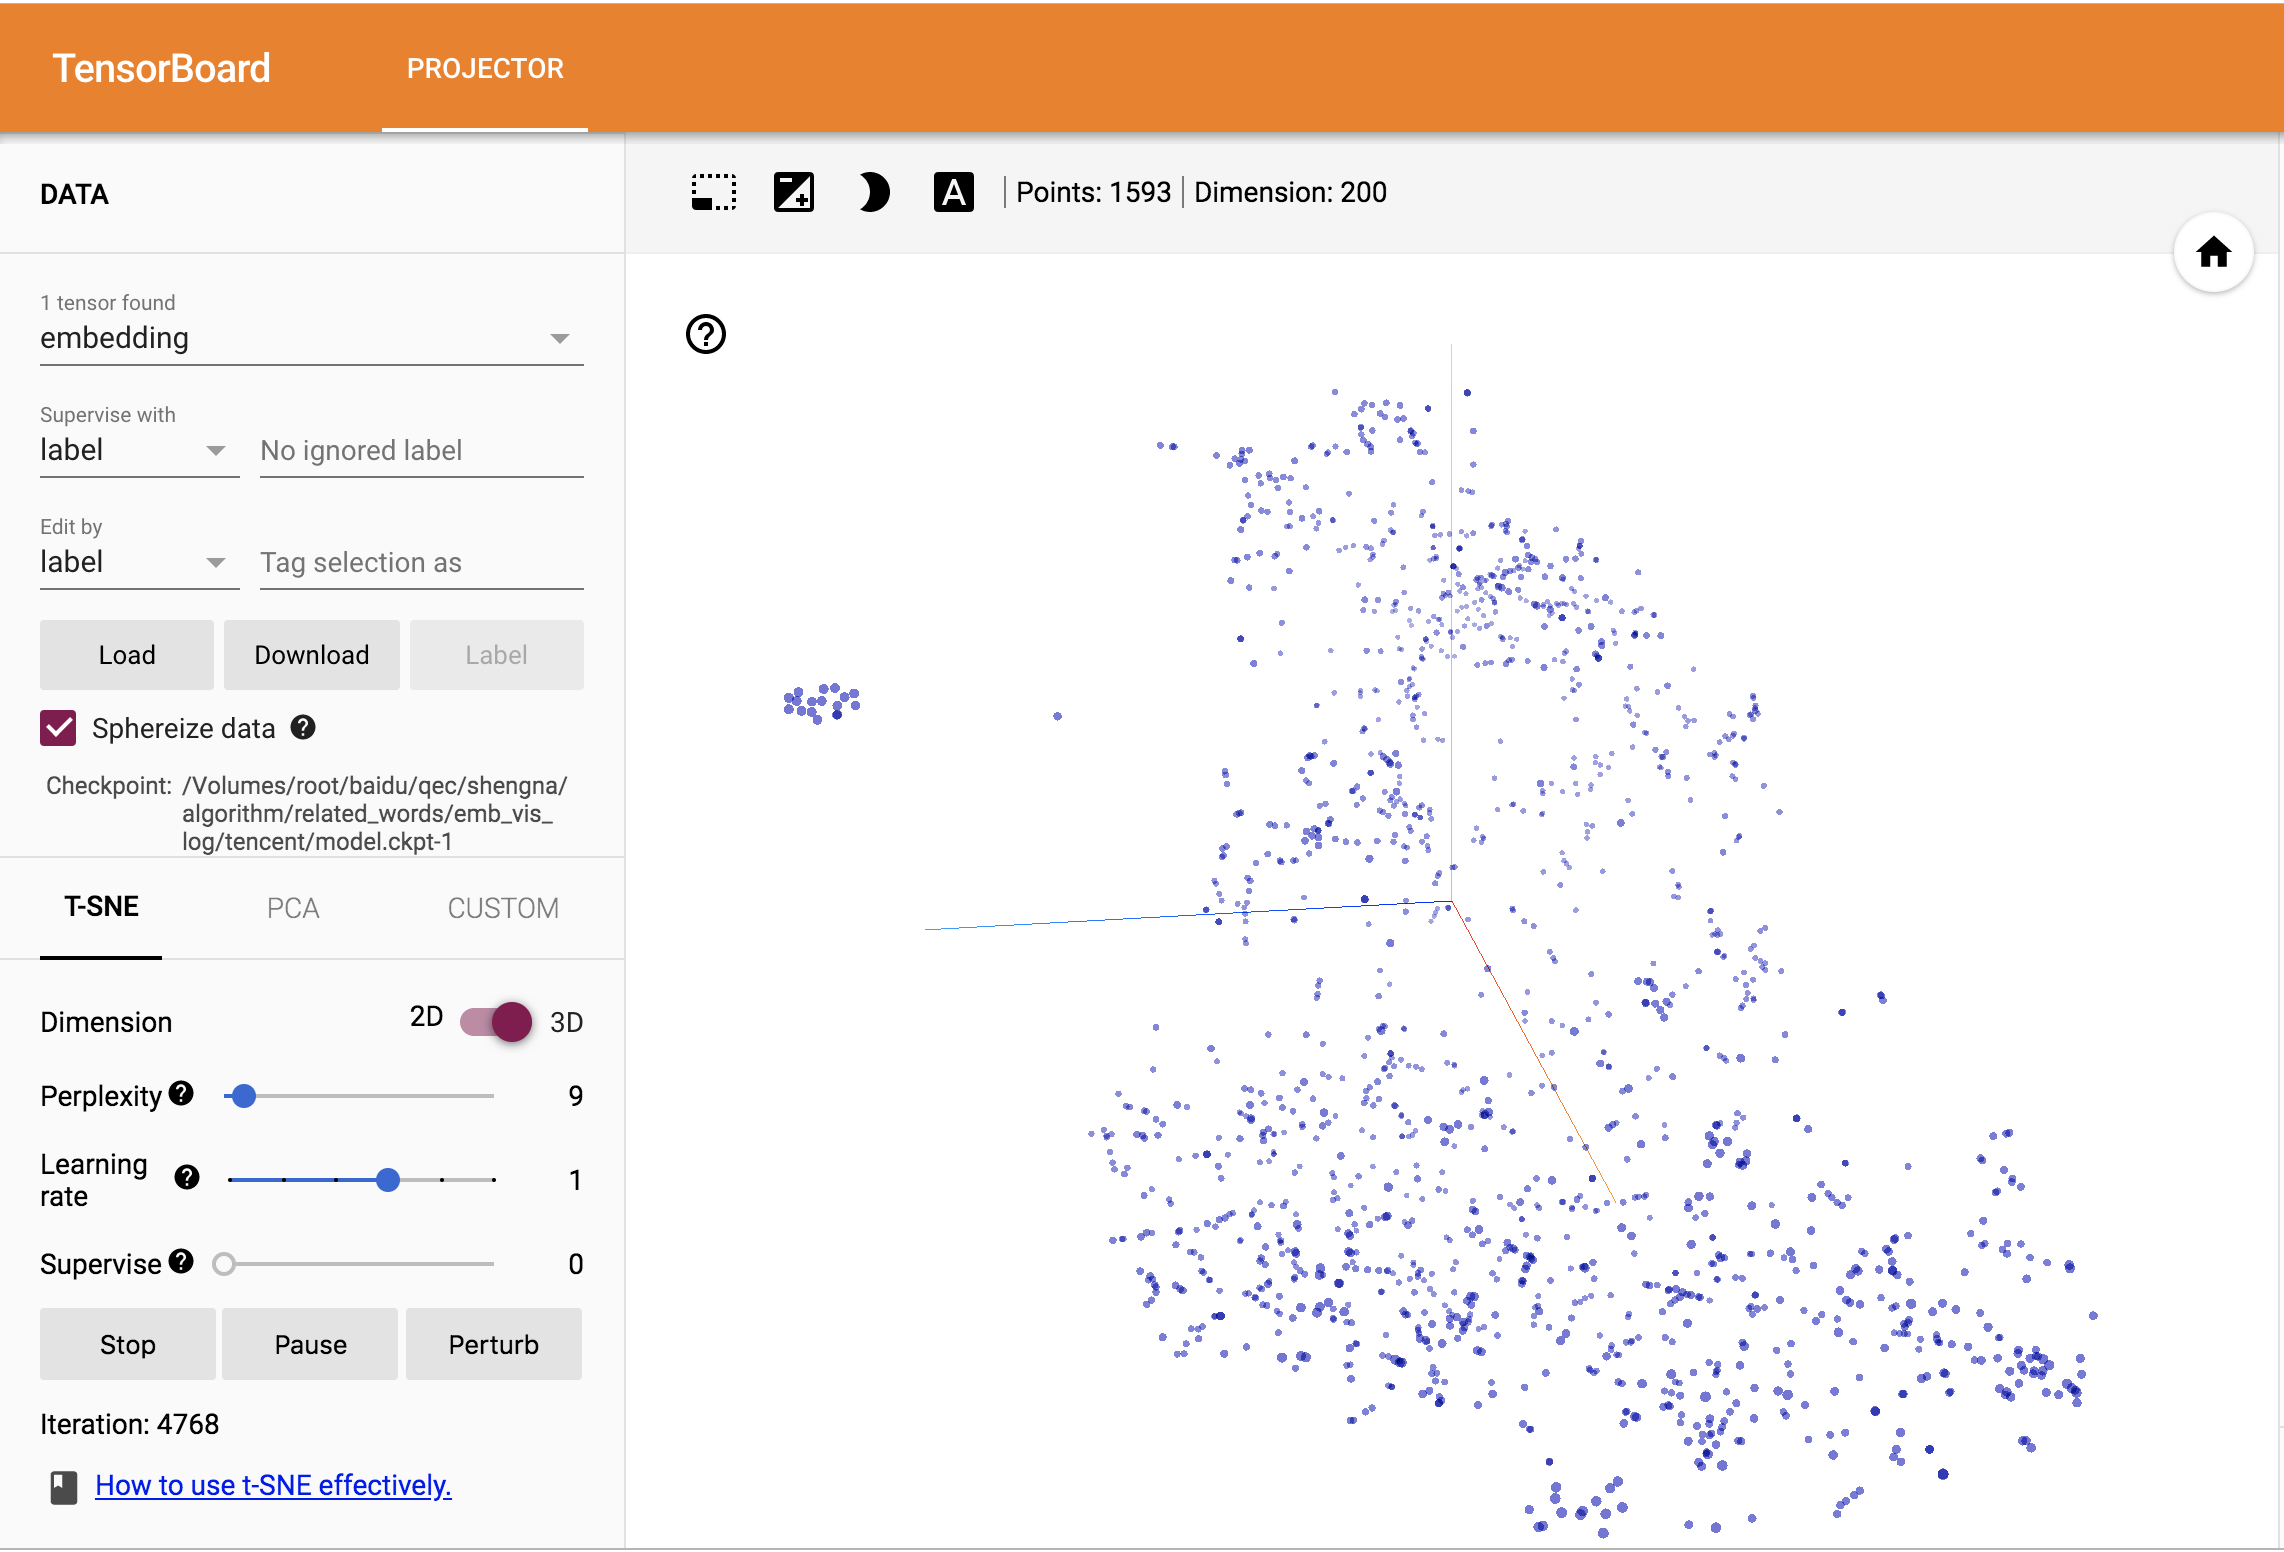 TensorBoard PROJECTOR
DATA
Points: 1593 Dimension: 200
1 tensor found
embedding
Supervise with
label No ignored label
Edit by
label Tag selection as
Load Download Label
Sphereize data
Checkpoint: /Volumes/root/baidu/qec/shengna/
algorithm/related_words/emb_vis_
log/tencent/model.ckpt-1
T-SNE PCA CUSTOM
Dimension 2D 3D
Perplexity 9
Learning
rate 1
Supervise 0
Stop Pause Perturb
Iteration: 4768
How to use t-SNE effectively.